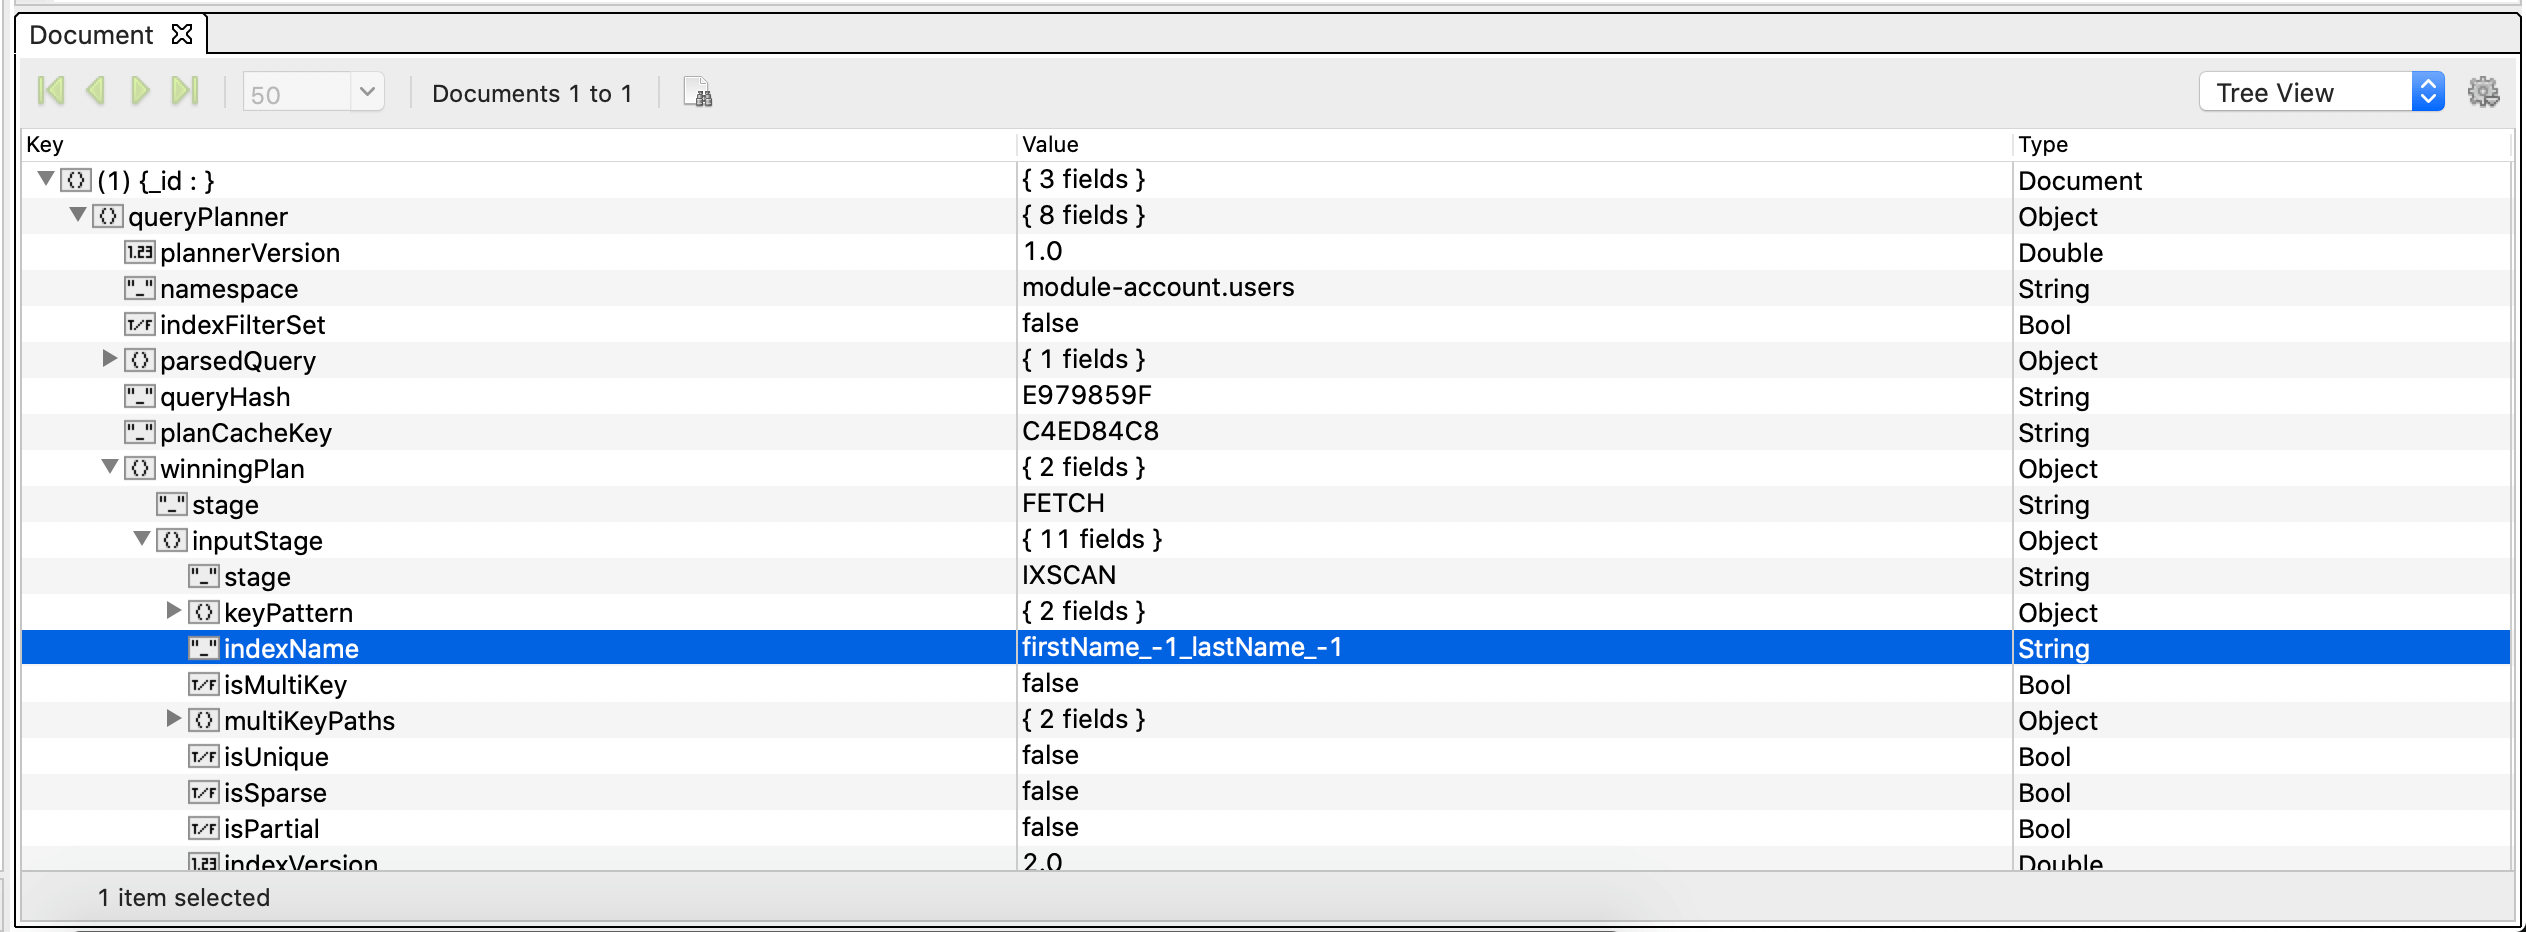 Document
50 Documents 1 to 1 Tree View
Key Value Type
(1) {_id : } { 3 fields } Document
{} queryPlanner { 8 fields } Object
1.23 plannerVersion 1.0 Double
"_" namespace module-account.users String
T/F indexFilterSet false Bool
{} parsedQuery { 1 fields } Object
"_" queryHash E979859F String
"_" planCacheKey C4ED84C8 String
{} winningPlan { 2 fields } Object
"_" stage FETCH String
{} inputStage { 11 fields } Object
"_" stage IXSCAN String
{} keyPattern { 2 fields } Object
"_" indexName firstName_-1_lastName_-1 String
T/F isMultiKey false Bool
{} multiKeyPaths { 2 fields } Object
T/F isUnique false Bool
T/F isSparse false Bool
T/F isPartial false Bool
1.23 indexVersion 2.0 Double
1 item selected